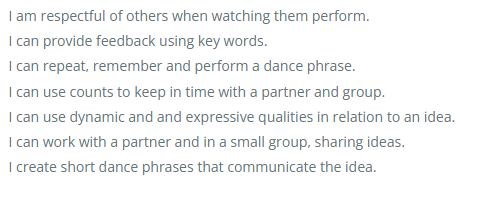 I am respectful of others when watching them perform.
I can provide feedback using key words.
I can repeat, remember and perform a dance phrase.
I can use counts to keep in time with a partner and group.
I can use dynamic and and expressive qualities in relation to an idea.
I can work with a partner and in a small group, sharing ideas.
I create short dance phrases that communicate the idea.